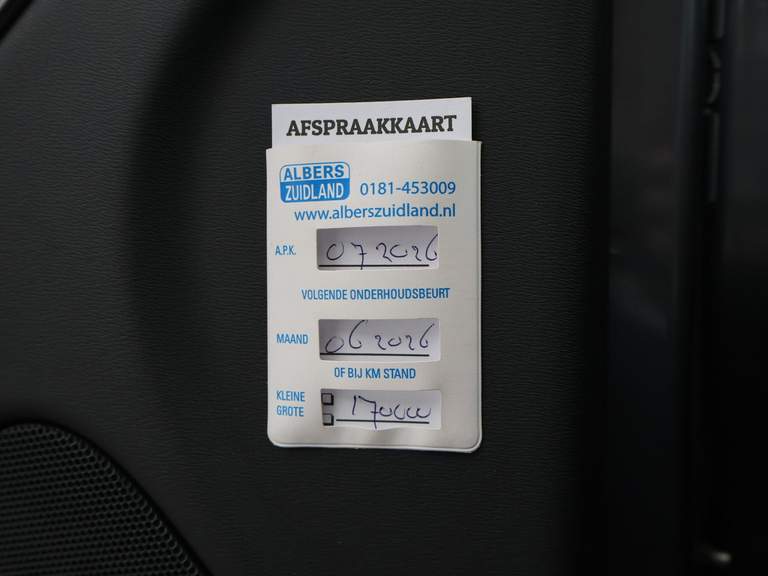 AFSPRAAKKAART
ALBERS
ZUIDLAND 0181-453009
www.alberszuidland.nl
A.P.K. 07 2026
VOLGENDE ONDERHOUDSBEURT
MAAND 06 2026
OF BIJ KM STAND
KLEINE
GROTE 170000